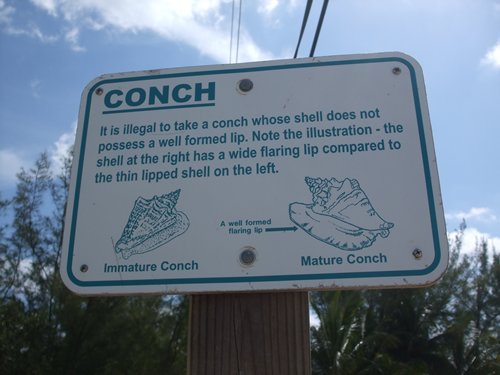 CONCH
It is illegal to take a conch whose shell does not
possess a well formed lip. Note the illustration - the
shell at the right has a wide flaring lip compared to
the thin lipped shell on the left.
A well formed
flaring lip
Immature Conch
Mature Conch